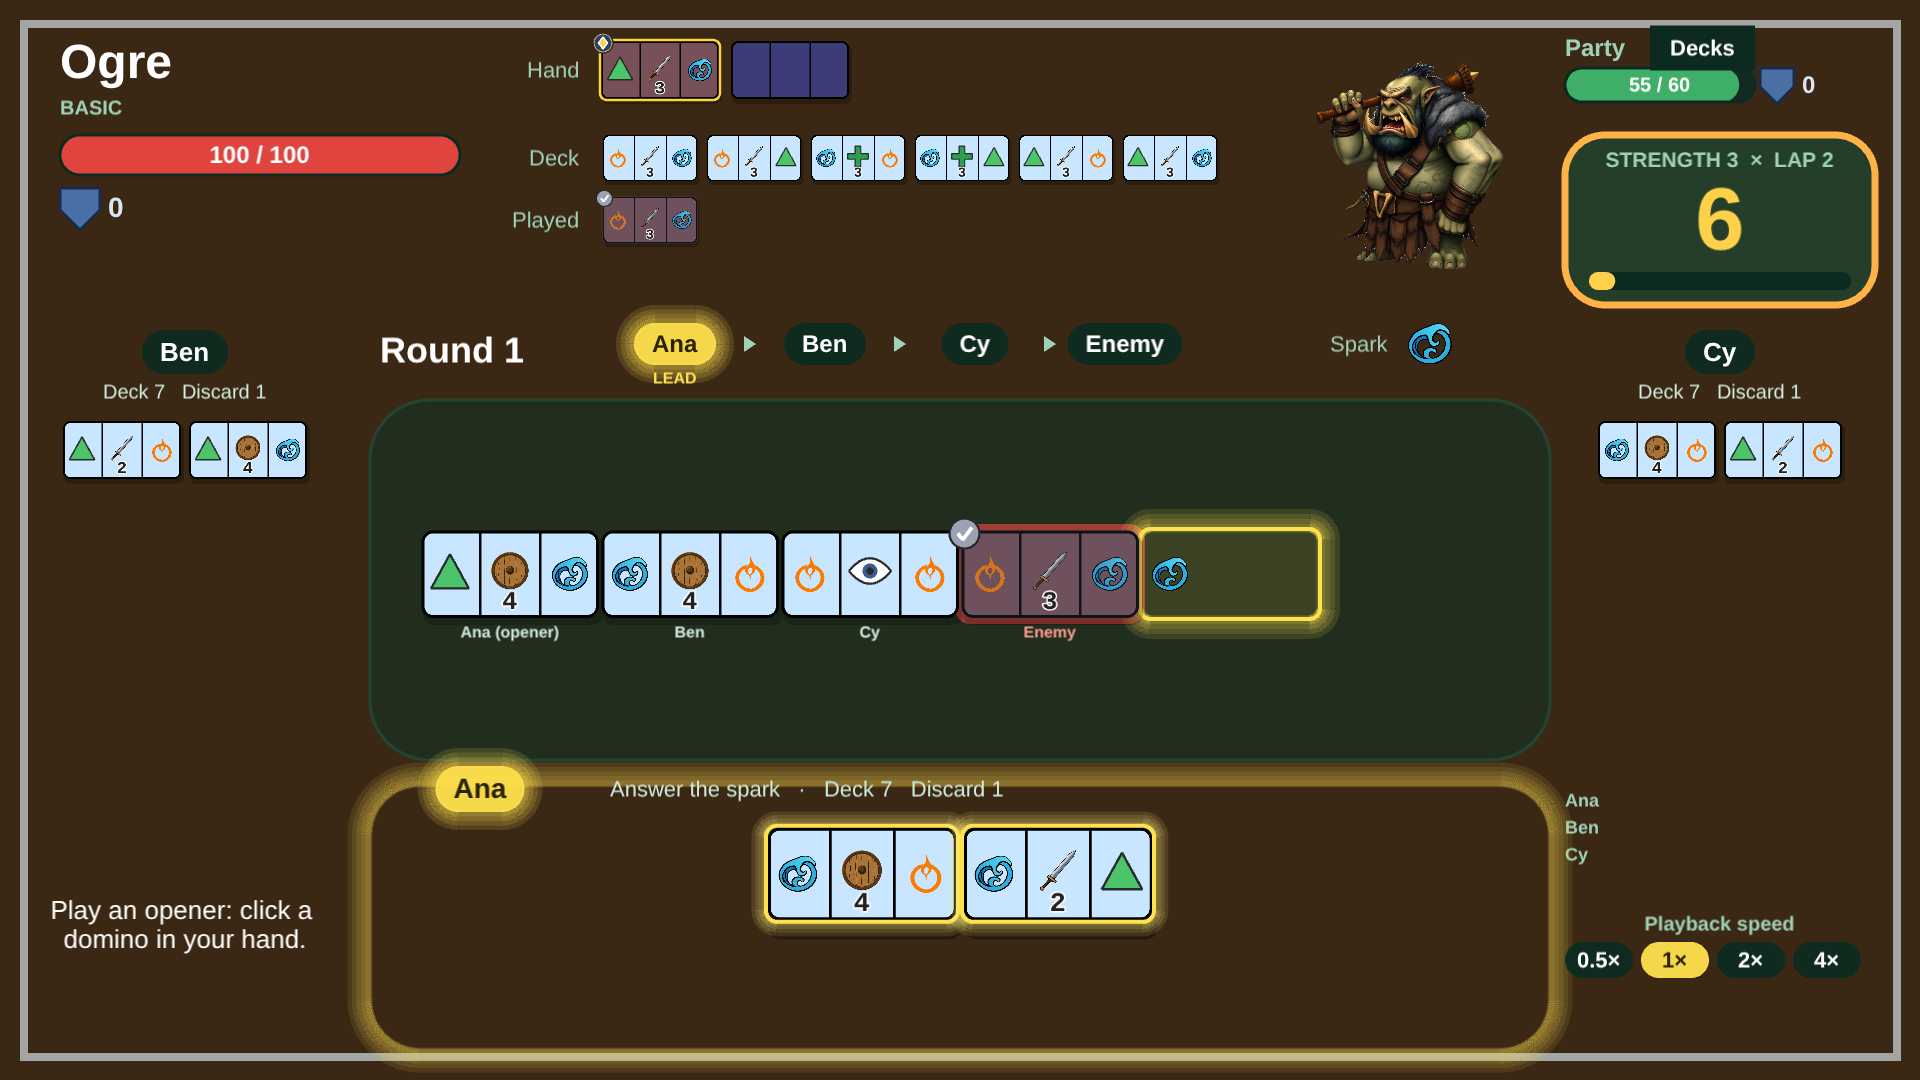 Ogre
BASIC
100 / 100
0
Hand
3
Deck
3
3
3
3
3
3
Played
3
Party
Decks
55 / 60
0
STRENGTH 3 × LAP 2
6
Round 1
Ana
LEAD
Ben
Cy
Enemy
Spark
Ben
Deck 7 Discard 1
2
4
Cy
Deck 7 Discard 1
4
2
4
4
3
Ana (opener)
Ben
Cy
Enemy
Ana
Answer the spark · Deck 7 Discard 1
4
2
Play an opener: click a
domino in your hand.
Ana
Ben
Cy
Playback speed
0.5×
1×
2×
4×